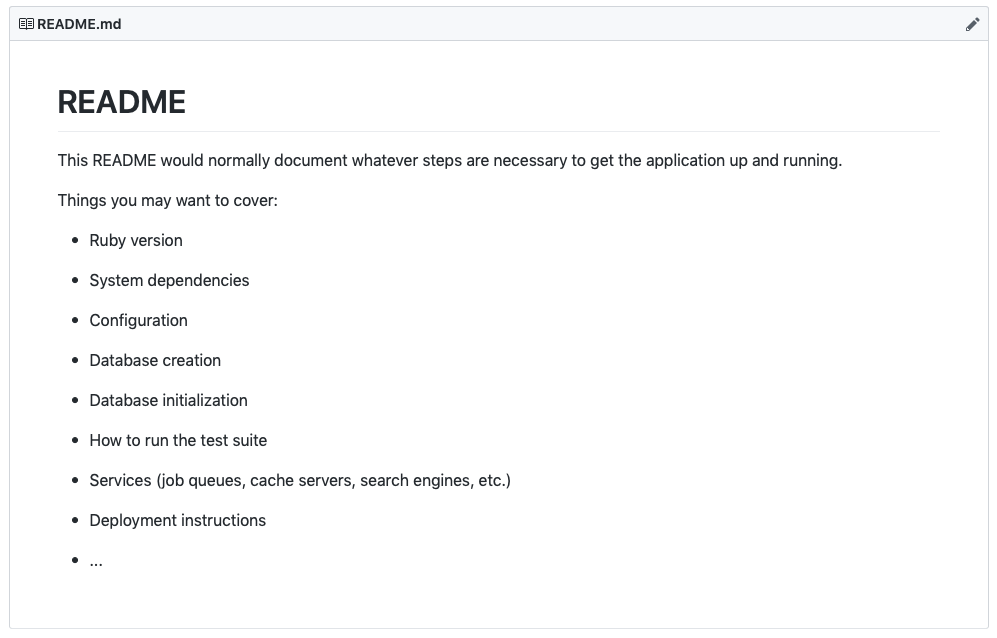 README.md
README
This README would normally document whatever steps are necessary to get the application up and running.
Things you may want to cover:
• Ruby version
• System dependencies
• Configuration
• Database creation
• Database initialization
• How to run the test suite
• Services (job queues, cache servers, search engines, etc.)
• Deployment instructions
• ...